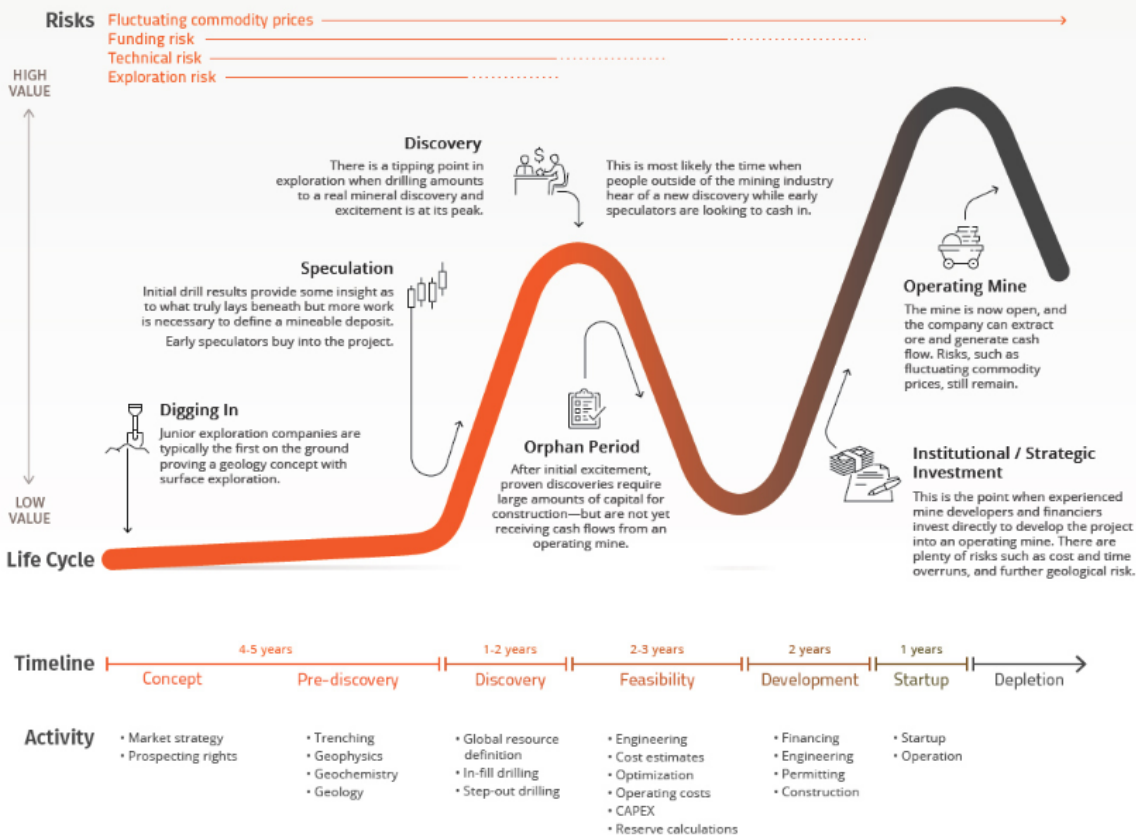 Risks
Fluctuating commodity prices
Funding risk
Technical risk
Exploration risk
HIGH
VALUE
LOW
VALUE
Discovery
There is a tipping point in
exploration when drilling amounts
to a real mineral discovery and
excitement is at its peak.
$
This is most likely the time when
people outside of the mining industry
hear of a new discovery while early
speculators are looking to cash in.
Speculation
Initial drill results provide some insight as
to what truly lays beneath but more work
is necessary to define a mineable deposit.
Early speculators buy into the project.
Digging In
Junior exploration companies are
typically the first on the ground
proving a geology concept with
surface exploration.
Orphan Period
After initial excitement,
proven discoveries require
large amounts of capital for
construction—but are not yet
receiving cash flows from an
operating mine.
Operating Mine
The mine is now open, and
the company can extract
ore and generate cash
flow. Risks, such as
fluctuating commodity
prices, still remain.
Institutional / Strategic
Investment
This is the point when experienced
mine developers and financiers
invest directly to develop the project
into an operating mine. There are
plenty of risks such as cost and time
overruns, and further geological risk.
Life Cycle
Timeline
4-5 years
1-2 years
2-3 years
2 years
1 years
Concept
Pre-discovery
Discovery
Feasibility
Development
Startup
Depletion
Activity
• Market strategy
• Prospecting rights
• Trenching
• Geophysics
• Geochemistry
• Geology
• Global resource
definition
• In-fill drilling
• Step-out drilling
• Engineering
• Cost estimates
• Optimization
• Operating costs
• CAPEX
• Reserve calculations
• Financing
• Engineering
• Permitting
• Construction
• Startup
• Operation